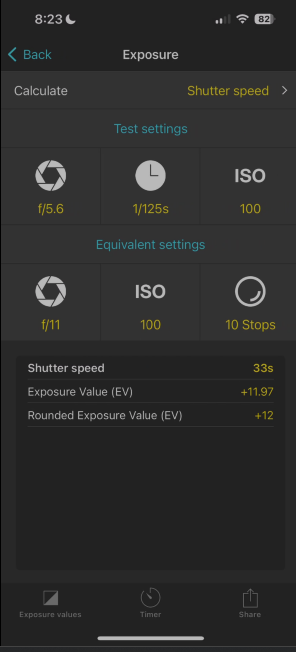 8:23 82
Back Exposure
Calculate Shutter speed
Test settings
ISO
f/5.6 1/125s 100
Equivalent settings
ISO
f/11 100 10 Stops
Shutter speed 33s
Exposure Value (EV) +11.97
Rounded Exposure Value (EV) +12
Exposure values Timer Share